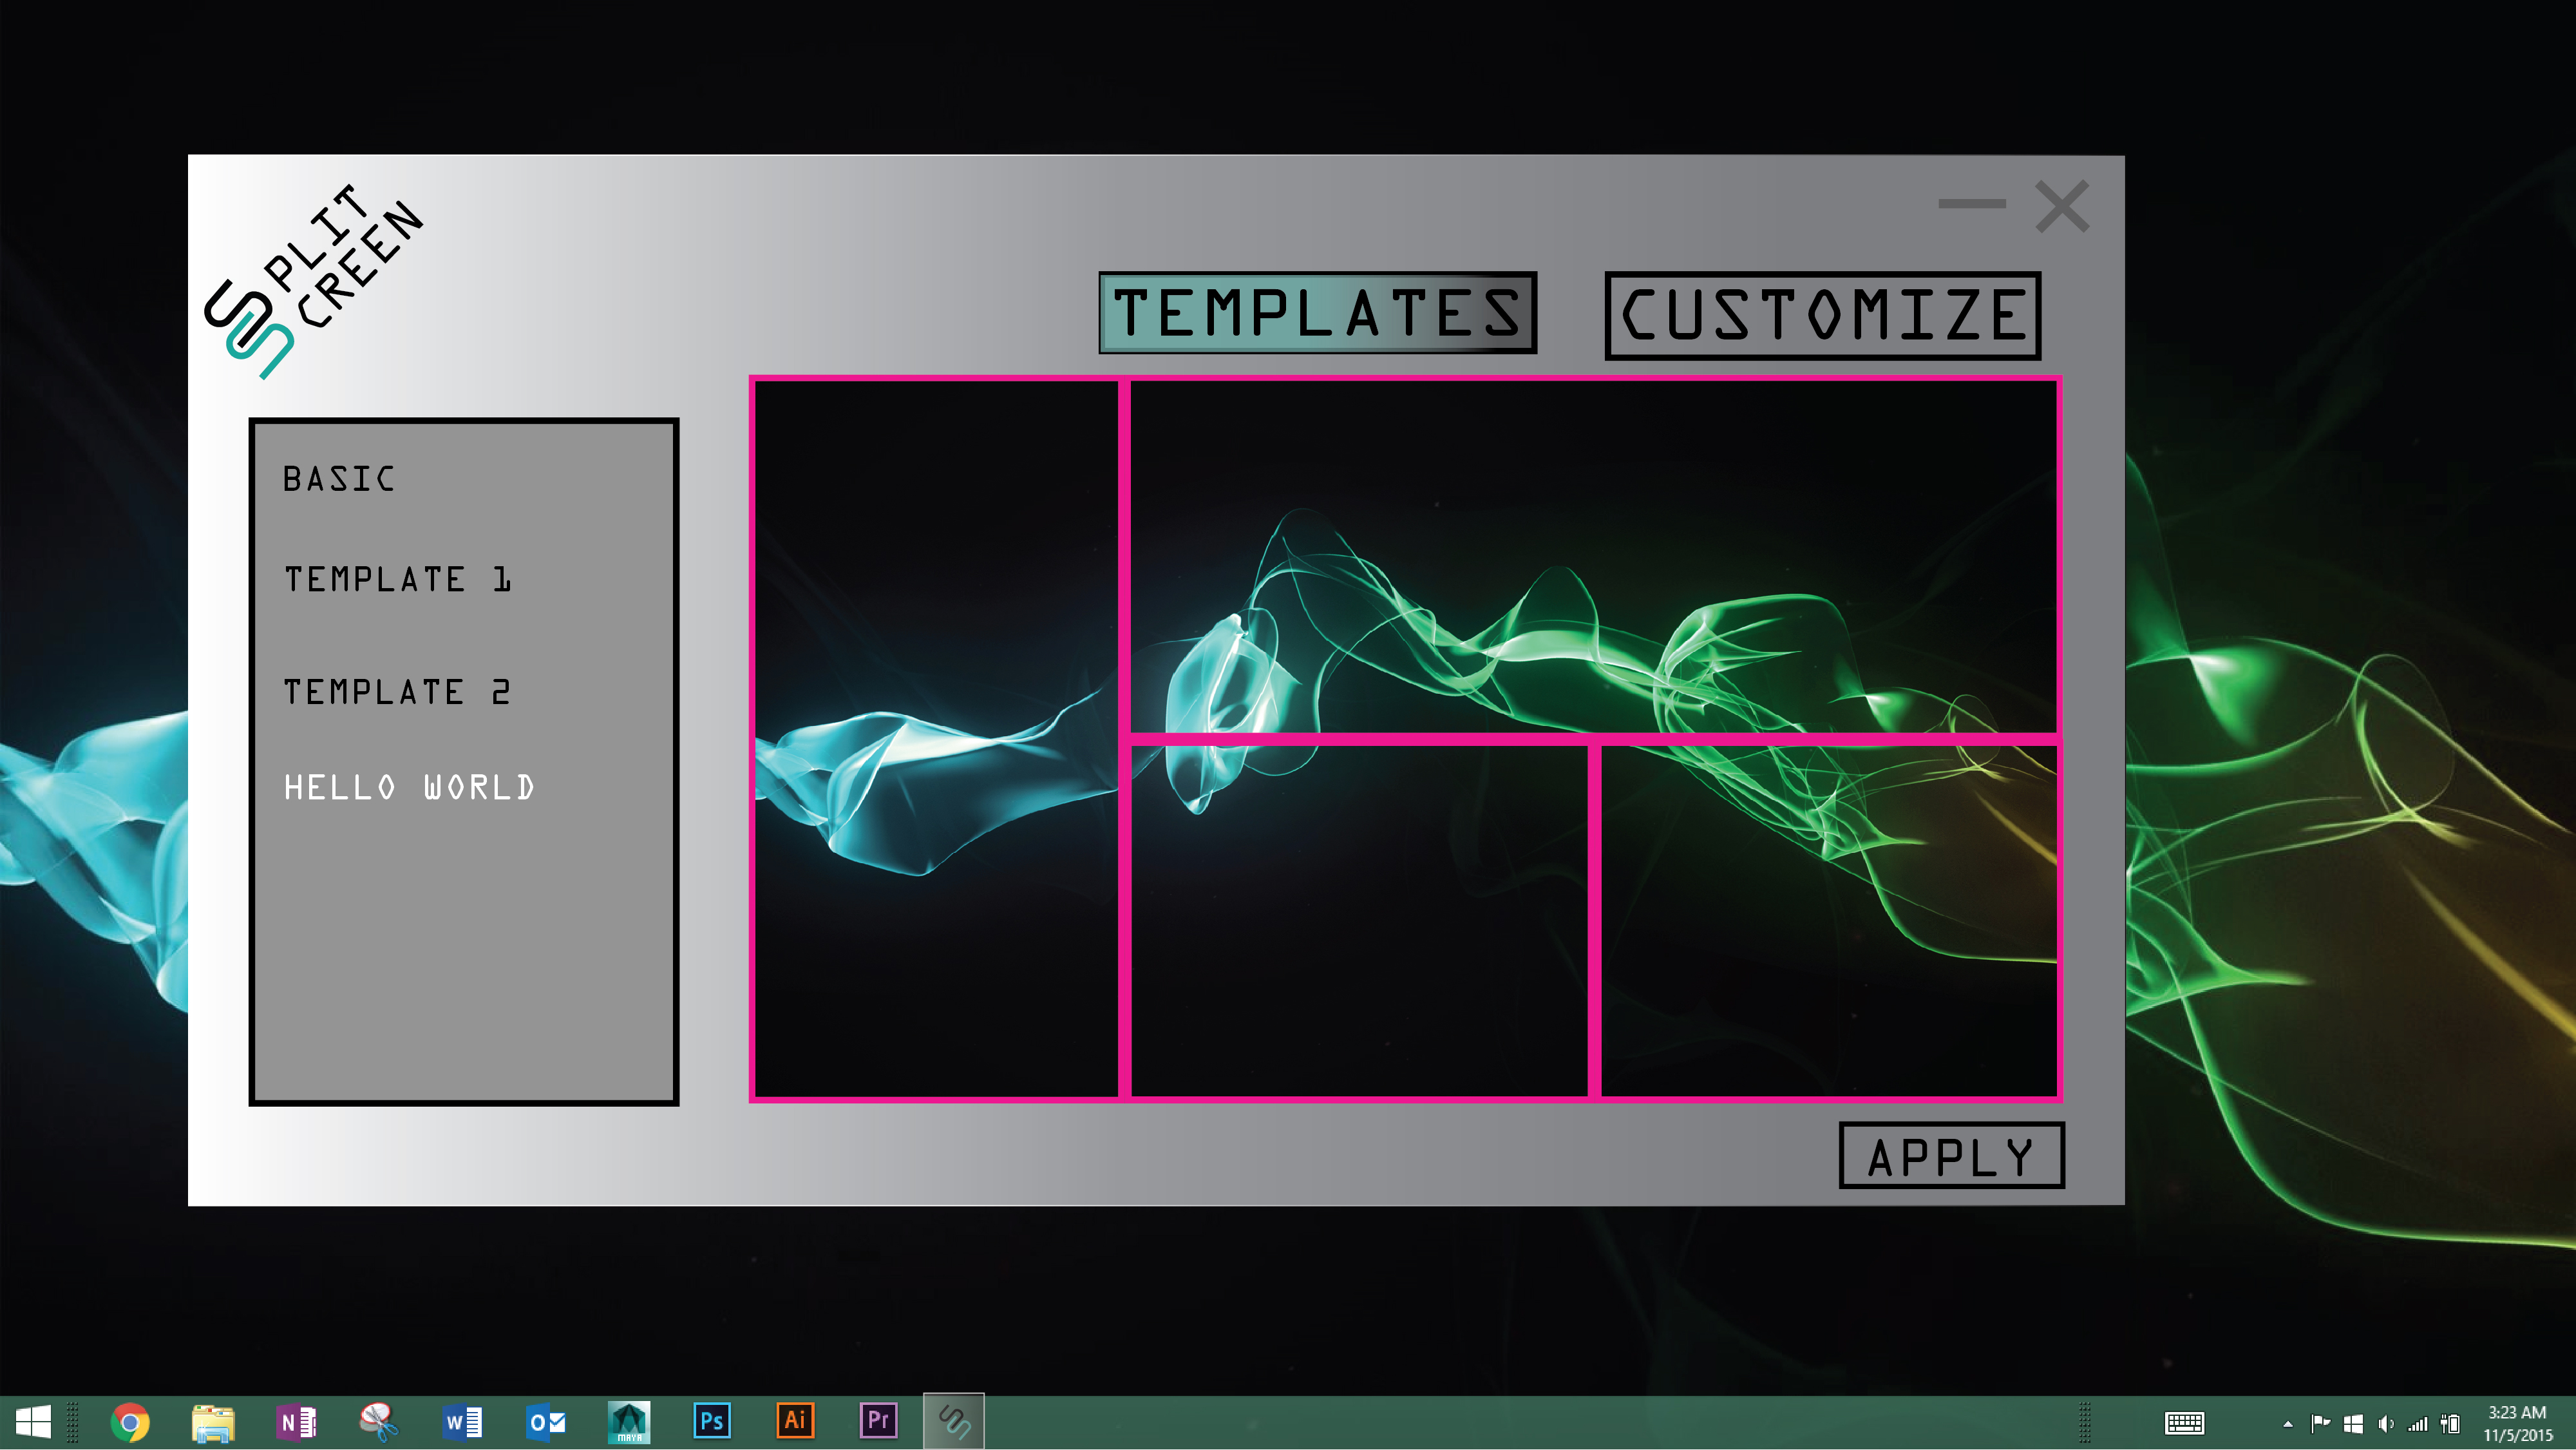 SPLIT
SCREEN
TEMPLATES
CUSTOMIZE
BASIC
TEMPLATE 1
TEMPLATE 2
HELLO WORLD
APPLY
N
W
O
MAYA
Ps
Ai
Pr
3:23 AM
11/5/2015